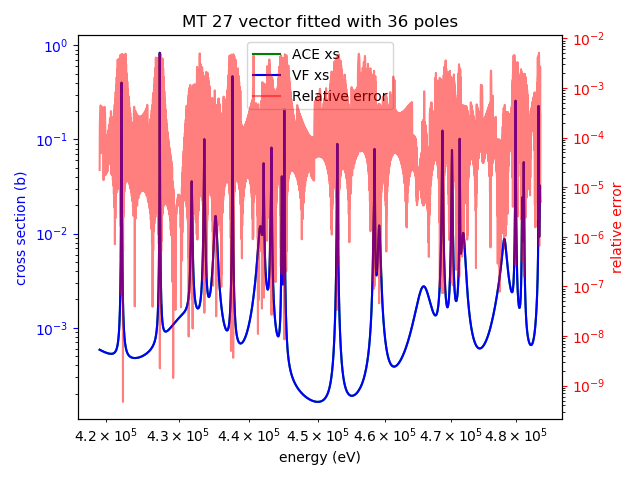 MT 27 vector fitted with 36 poles
ACE xs
VF xs
Relative error
cross section (b)
10⁰
10⁻¹
10⁻²
10⁻³
10⁻²
10⁻³
10⁻⁴
10⁻⁵
10⁻⁶
10⁻⁷
10⁻⁸
10⁻⁹
relative error
4.2 × 10⁵ 4.3 × 10⁵ 4.4 × 10⁵ 4.5 × 10⁵ 4.6 × 10⁵ 4.7 × 10⁵ 4.8 × 10⁵
energy (eV)